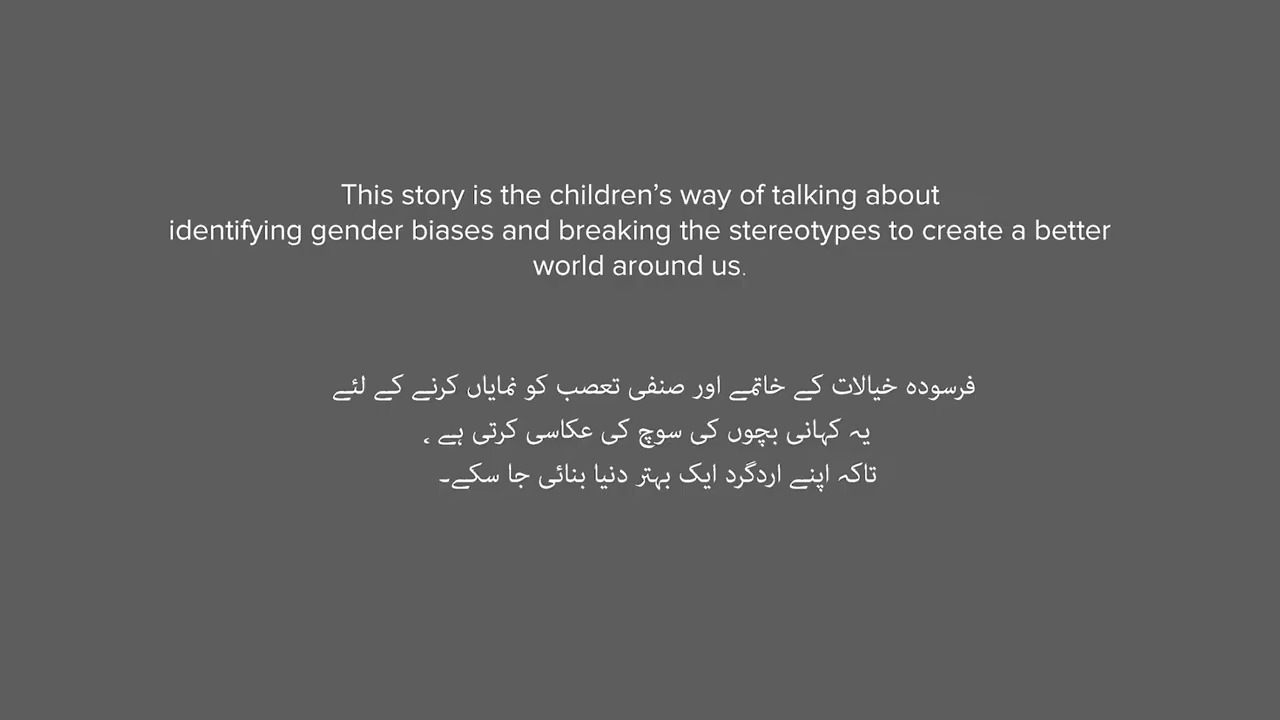 This story is the children’s way of talking about
identifying gender biases and breaking the stereotypes to create a better
world around us.
فرسودہ خیالات کے خاتمے اور صنفی تعصب کو نمایاں کرنے کے لئے
یہ کہانی بچوں کی سوچ کی عکاسی کرتی ہے ،
تاکہ اپنے اردگرد ایک بہتر دنیا بنائی جا سکے۔